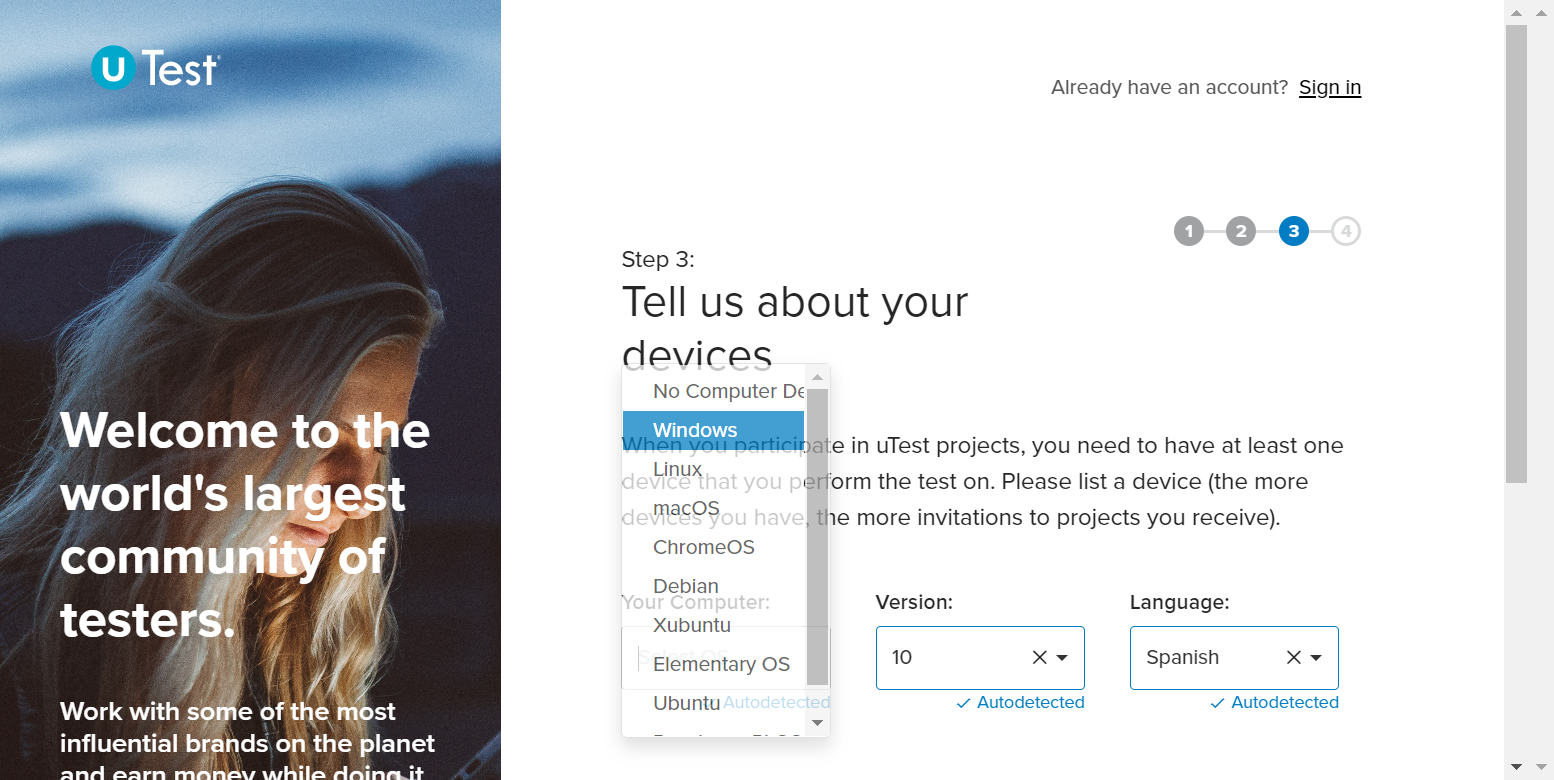 uTest
Already have an account? Sign in
1 2 3 4
Step 3:
Tell us about your
devices
When you participate in uTest projects, you need to have at least one
device that you perform the test on. Please list a device (the more
devices you have, the more invitations to projects you receive).
No Computer De
Windows
Linux
macOS
ChromeOS
Debian
Xubuntu
Elementary OS
Ubuntu
Your Computer:
Select OS
Autodetected
Version:
10
Autodetected
Language:
Spanish
Autodetected
Welcome to the
world's largest
community of
testers.
Work with some of the most
influential brands on the planet
and earn money while doing it